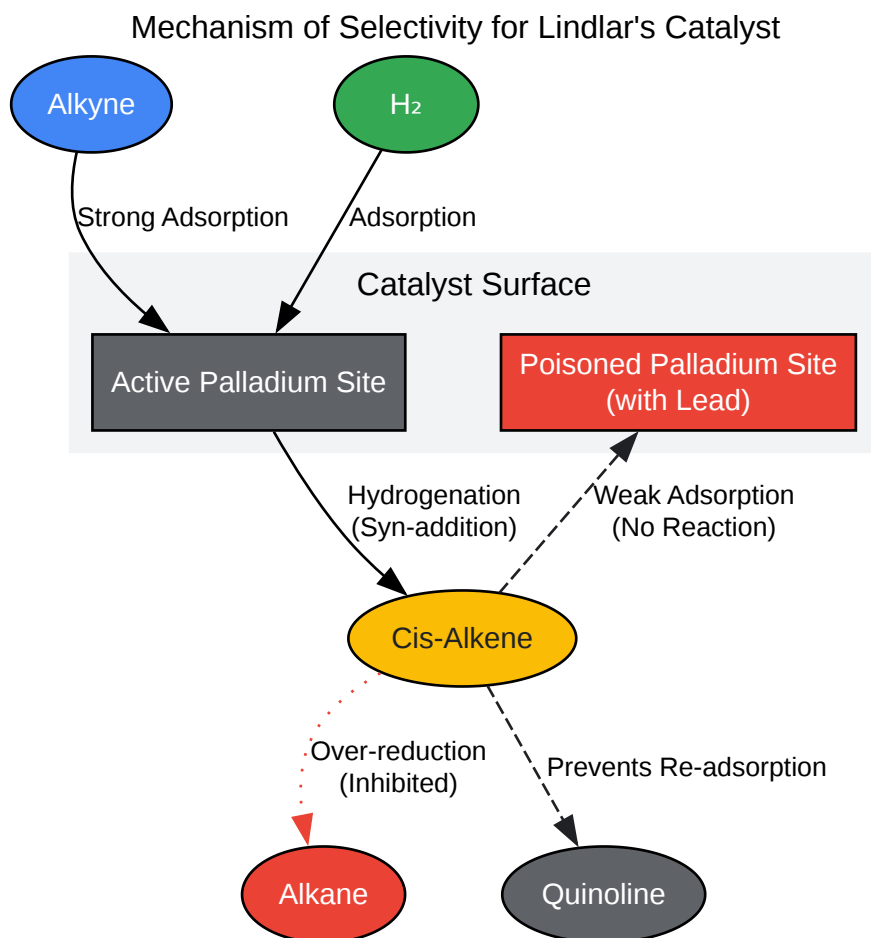 Mechanism of Selectivity for Lindlar's Catalyst
Alkyne
H₂
Strong Adsorption
Adsorption
Catalyst Surface
Active Palladium Site
Poisoned Palladium Site
(with Lead)
Hydrogenation
(Syn-addition)
Weak Adsorption
(No Reaction)
Cis-Alkene
Over-reduction
(Inhibited)
Prevents Re-adsorption
Alkane
Quinoline